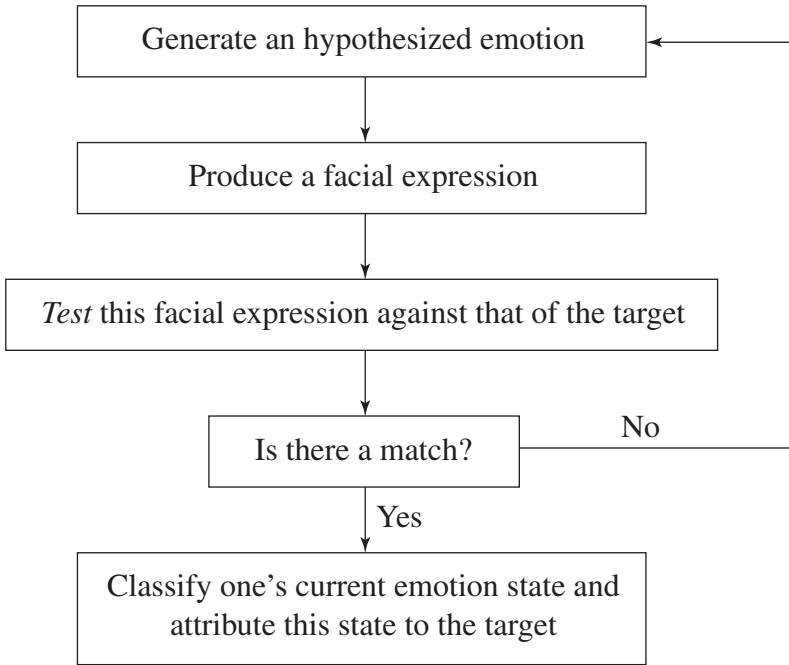 Generate an hypothesized emotion
Produce a facial expression
Test this facial expression against that of the target
Is there a match?
No
Yes
Classify one's current emotion state and
attribute this state to the target